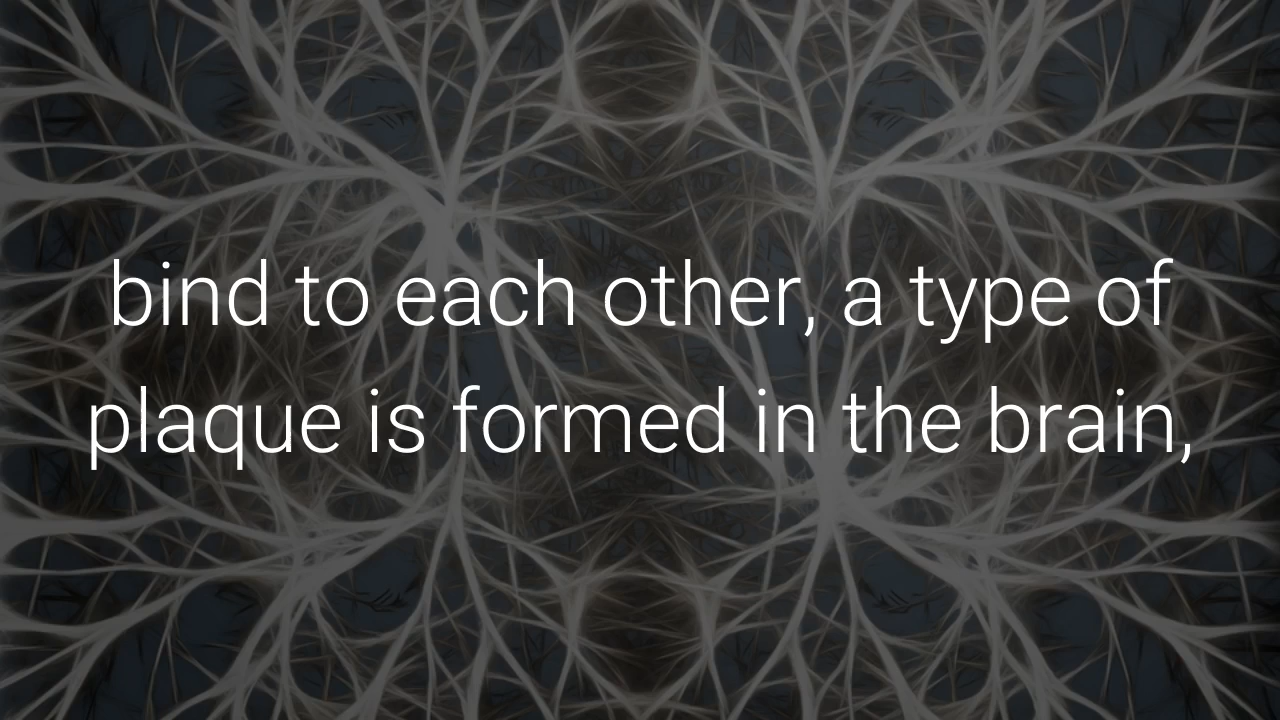 bind to each other, a type of
plaque is formed in the brain,